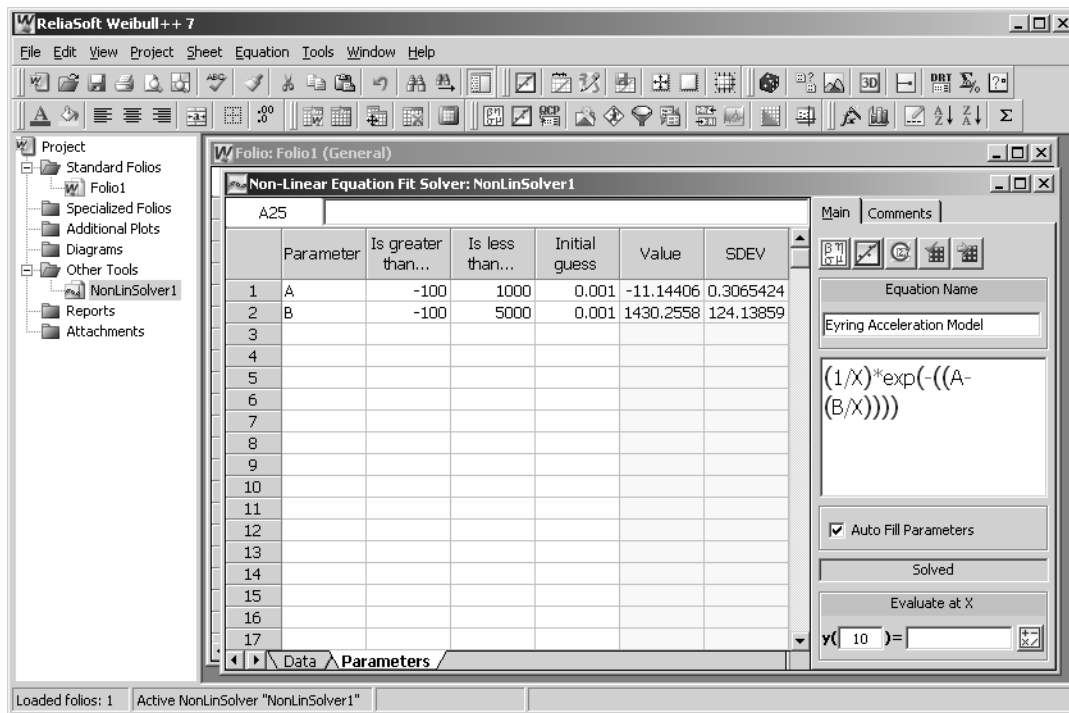 ReliaSoft Weibull++ 7
File Edit View Project Sheet Equation Tools Window Help
Project
Standard Folios
Folio1
Specialized Folios
Additional Plots
Diagrams
Other Tools
NonLinSolver1
Reports
Attachments
Folio: Folio1 (General)
Non-Linear Equation Fit Solver: NonLinSolver1
A25
Parameter Is greater than... Is less than... Initial guess Value SDEV
1 A -100 1000 0.001 -11.14406 0.3065424
2 B -100 5000 0.001 1430.2558 124.13859
3
4
5
6
7
8
9
10
11
12
13
14
15
16
17
Data Parameters
Main Comments
Equation Name
Eyring Acceleration Model
(1/X)*exp(-((A-
(B/X))))
Auto Fill Parameters
Solved
Evaluate at X
y( 10 )=
Loaded folios: 1 Active NonLinSolver "NonLinSolver1"